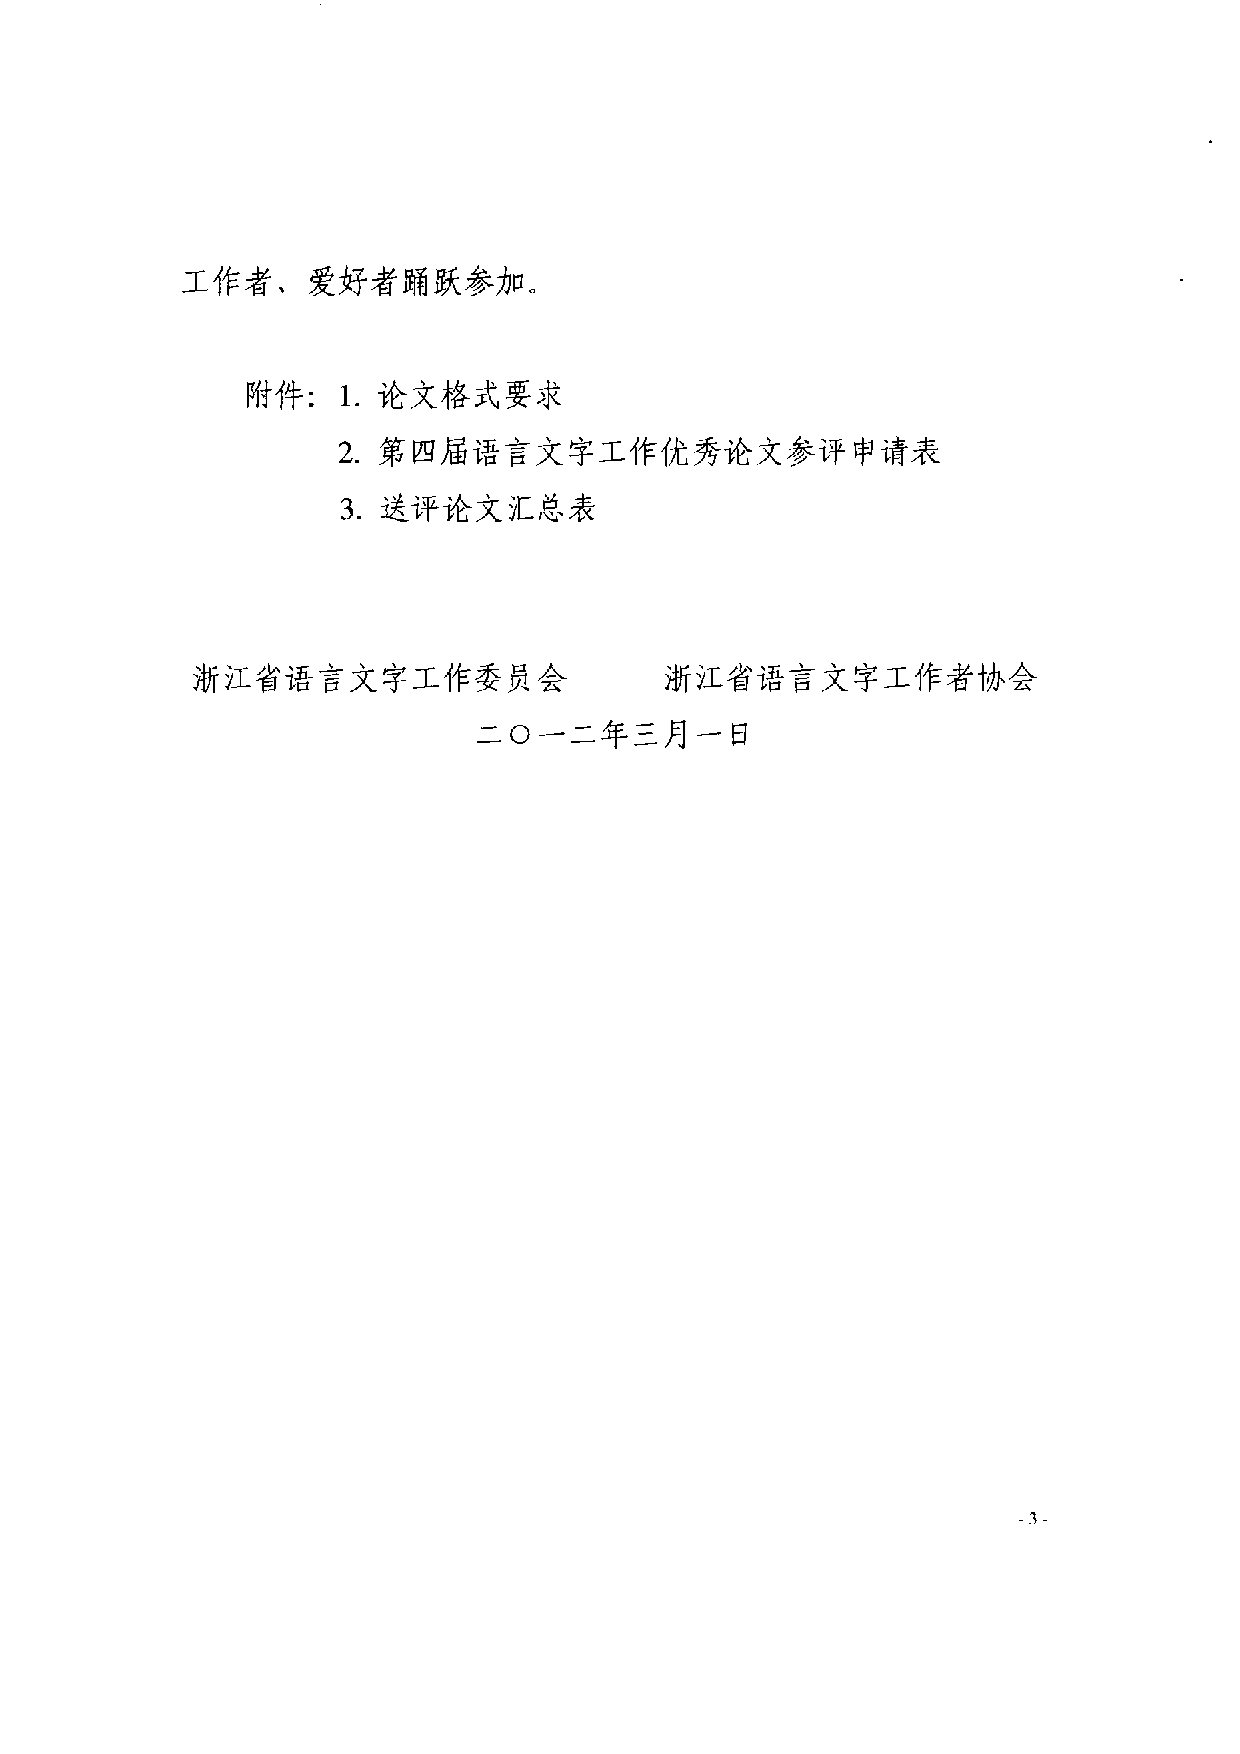 工作者、爱好者踊跃参加。
附件：1. 论文格式要求
2. 第四届语言文字工作优秀论文参评申请表
3. 送评论文汇总表
浙江省语言文字工作委员会 浙江省语言文字工作者协会
二〇一二年三月一日
- 3 -